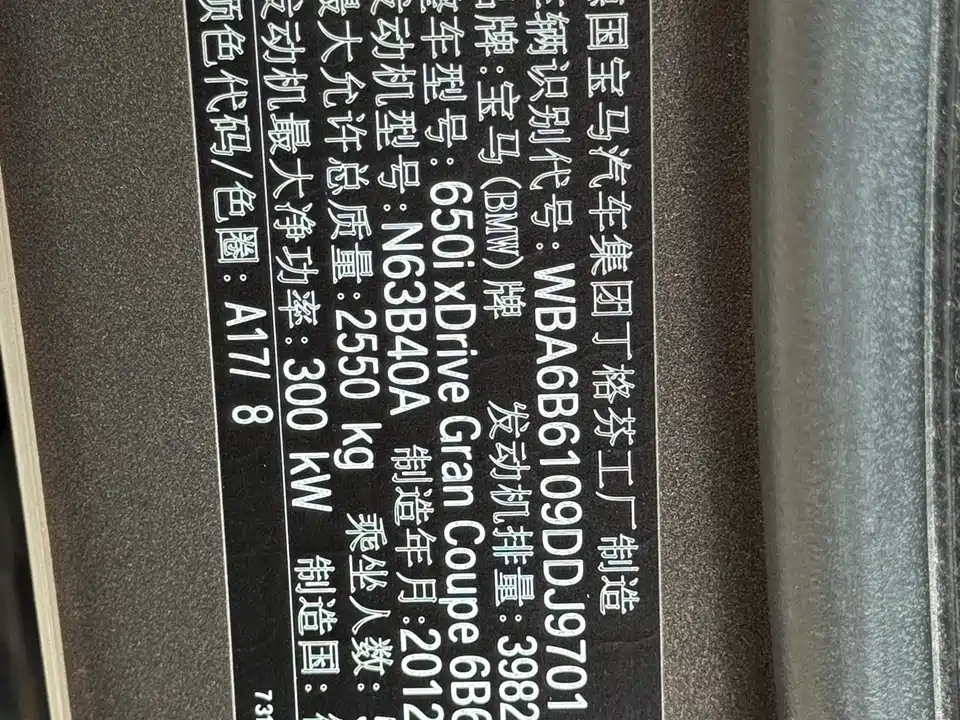 德国宝马汽车集团丁格芬工厂制造
车辆识别代号:WBA6B6109DDJ9701
品牌:宝马(BMW)牌 发动机排量:3982
整车型号:650i xDrive Gran Coupe 6B6
发动机型号:N63B40A 制造年月:2012
最大允许总质量:2550 kg 乘坐人数:
发动机最大净功率:300 kW 制造国:
颜色代码/色圈: A17// 8
731